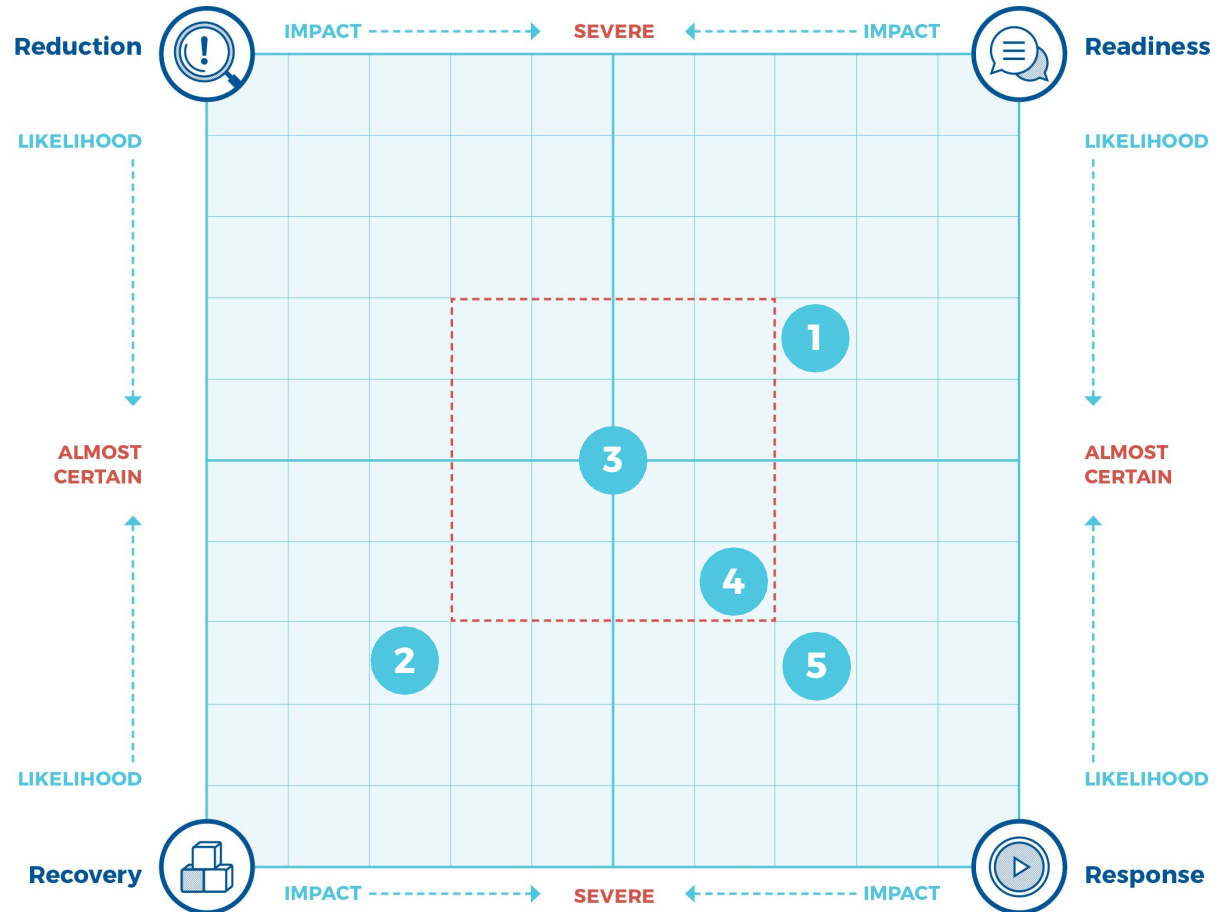 IMPACT SEVERE IMPACT
Reduction Readiness
LIKELIHOOD LIKELIHOOD
1
ALMOST
CERTAIN
3
ALMOST
CERTAIN
4
2
5
LIKELIHOOD LIKELIHOOD
Recovery Response
IMPACT SEVERE IMPACT